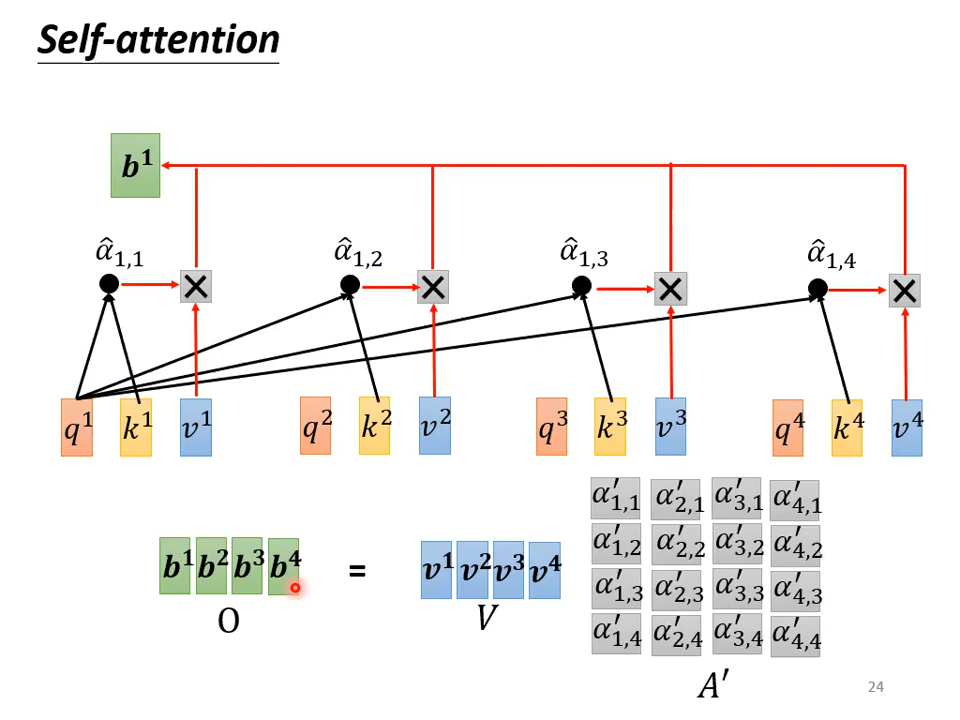 Self-attention
b¹
α̂₁,₁ α̂₁,₂ α̂₁,₃ α̂₁,₄
q¹ k¹ v¹ q² k² v² q³ k³ v³ q⁴ k⁴ v⁴
α′₁,₁ α′₂,₁ α′₃,₁ α′₄,₁
α′₁,₂ α′₂,₂ α′₃,₂ α′₄,₂
b¹ b² b³ b⁴ = v¹ v² v³ v⁴
α′₁,₃ α′₂,₃ α′₃,₃ α′₄,₃
α′₁,₄ α′₂,₄ α′₃,₄ α′₄,₄
O V A′
24